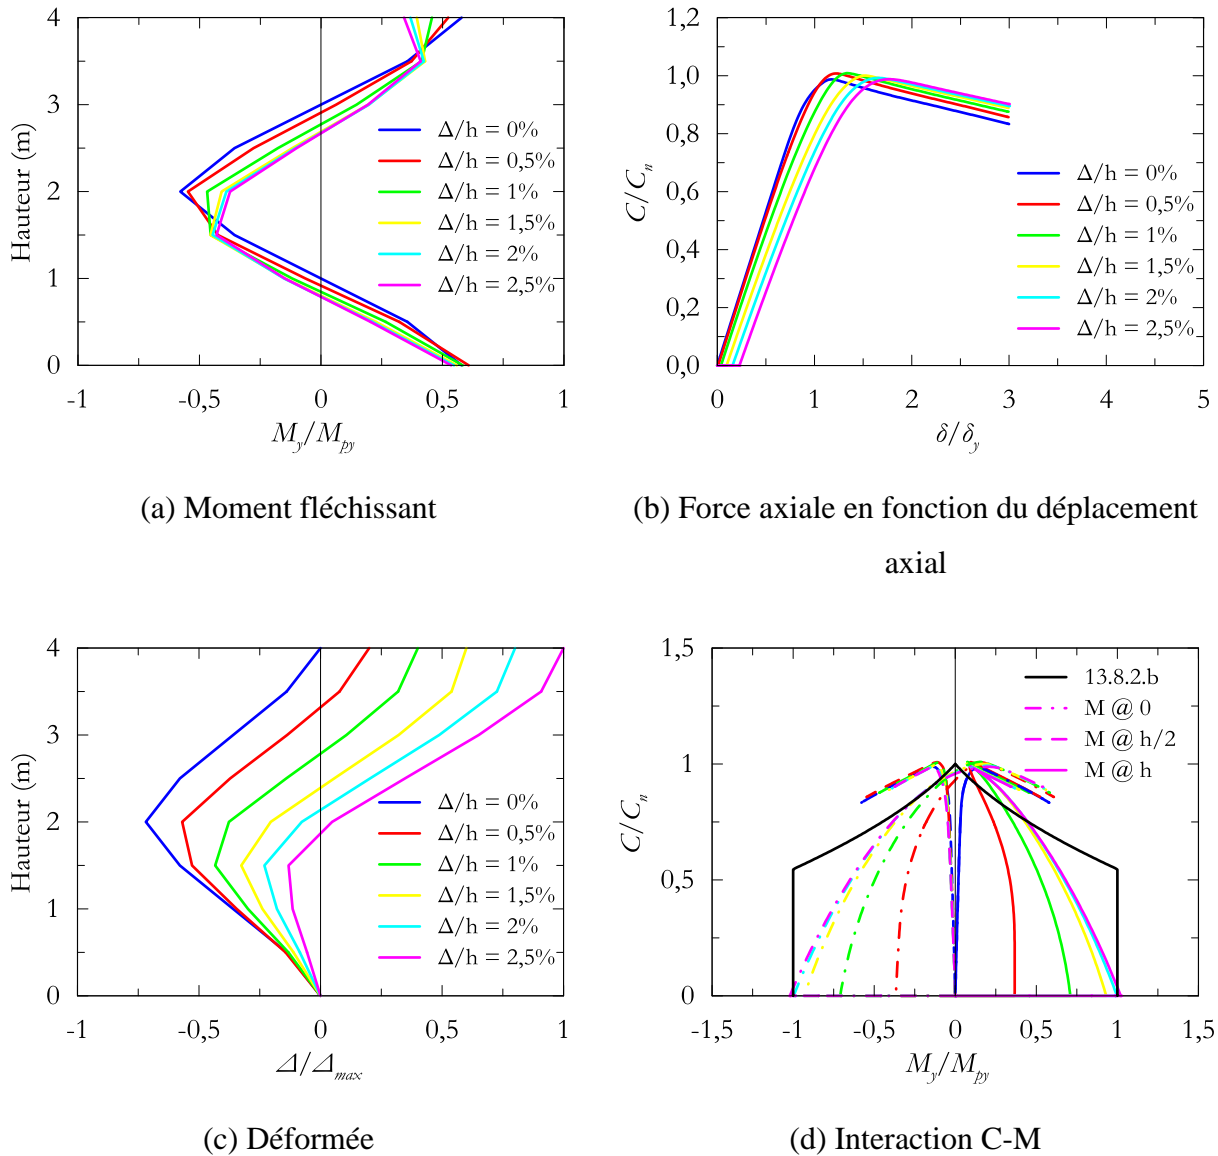 4
3
2
1
0
Hauteur (m)
-1 -0,5 0 0,5 1
M_y/M_py
Δ/h = 0%
Δ/h = 0,5%
Δ/h = 1%
Δ/h = 1,5%
Δ/h = 2%
Δ/h = 2,5%
(a) Moment fléchissant
1,2
1,0
0,8
0,6
0,4
0,2
0,0
C/C_n
0 1 2 3 4 5
δ/δ_y
Δ/h = 0%
Δ/h = 0,5%
Δ/h = 1%
Δ/h = 1,5%
Δ/h = 2%
Δ/h = 2,5%
(b) Force axiale en fonction du déplacement
axial
4
3
2
1
0
Hauteur (m)
-1 -0,5 0 0,5 1
Δ/Δ_max
Δ/h = 0%
Δ/h = 0,5%
Δ/h = 1%
Δ/h = 1,5%
Δ/h = 2%
Δ/h = 2,5%
(c) Déformée
1,5
1
0,5
0
C/C_n
-1,5 -1 -0,5 0 0,5 1 1,5
M_y/M_py
13.8.2.b
M @ 0
M @ h/2
M @ h
(d) Interaction C-M